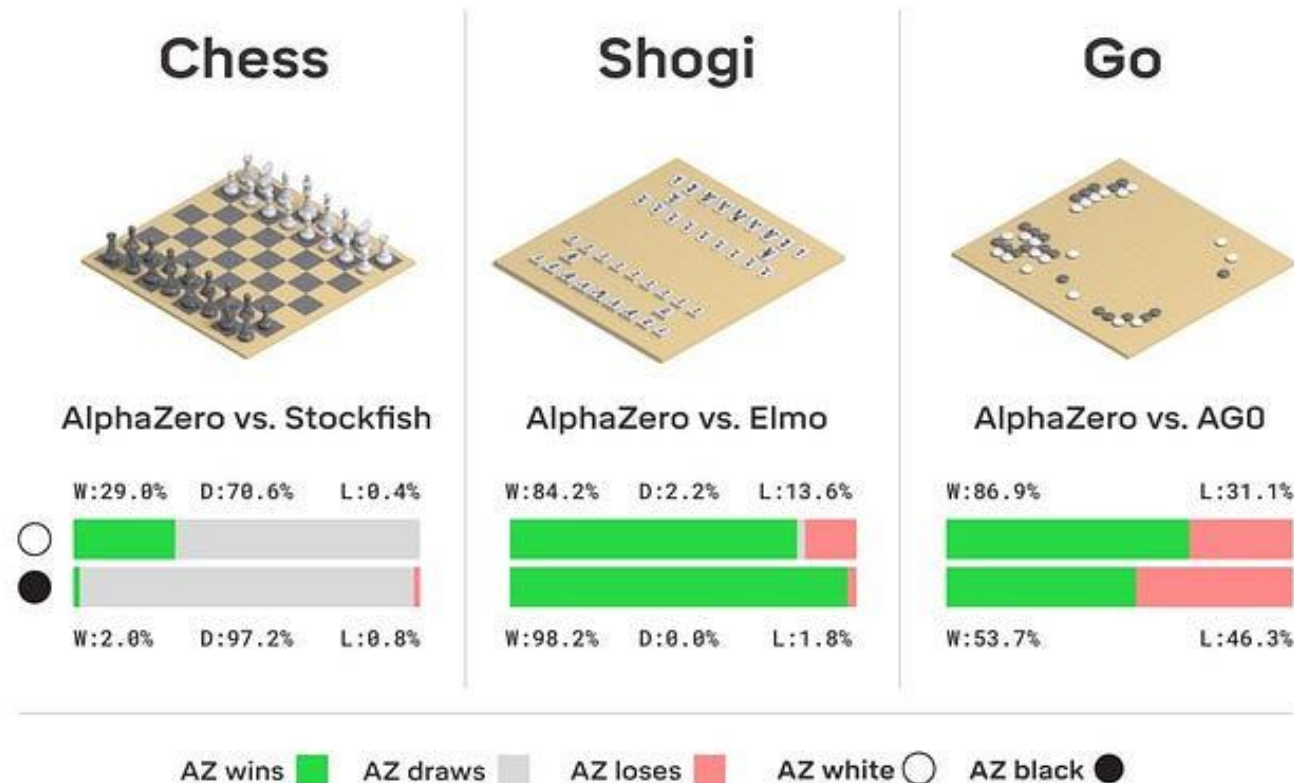 Chess
Shogi
Go
AlphaZero vs. Stockfish
AlphaZero vs. Elmo
AlphaZero vs. AG0
W:29.0% D:70.6% L:0.4%
W:84.2% D:2.2% L:13.6%
W:86.9% L:31.1%
W:2.0% D:97.2% L:0.8%
W:98.2% D:0.0% L:1.8%
W:53.7% L:46.3%
AZ wins AZ draws AZ loses AZ white AZ black